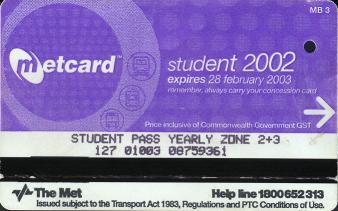 MB 3
metcard™
student 2002
expires 28 february 2003
remember, always carry your concession card
Price inclusive of Commonwealth Government GST
STUDENT PASS YEARLY ZONE 2+3
127 01003 08759361
The Met
Help line 1800 652 313
Issued subject to the Transport Act 1983, Regulations and PTC Conditions of Use.